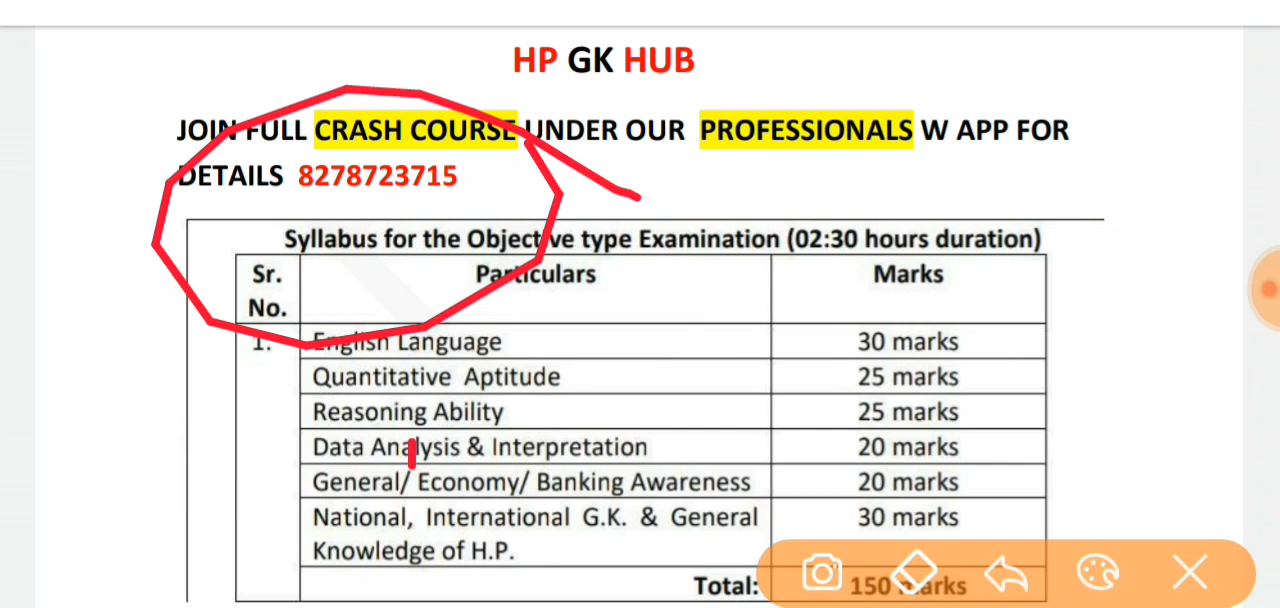 HP GK HUB
JOIN FULL CRASH COURSE UNDER OUR PROFESSIONALS W APP FOR
DETAILS 8278723715
Syllabus for the Objective type Examination (02:30 hours duration)
Sr. No. Particulars Marks
1. English Language 30 marks
Quantitative Aptitude 25 marks
Reasoning Ability 25 marks
Data Analysis & Interpretation 20 marks
General/ Economy/ Banking Awareness 20 marks
National, International G.K. & General 30 marks
Knowledge of H.P.
Total: 150 marks